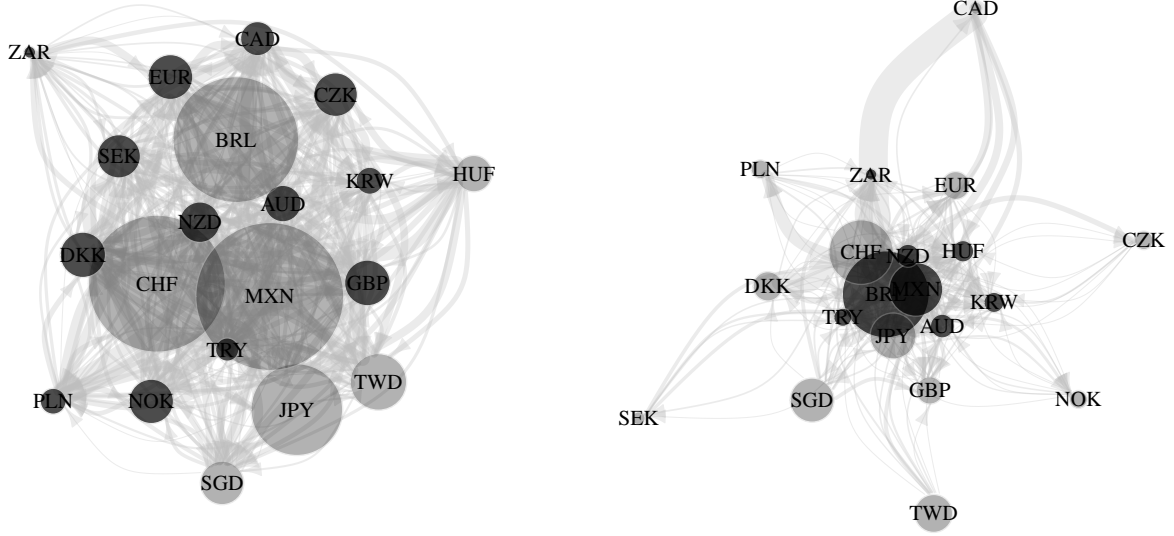 CAD
ZAR
EUR
CZK
BRL
SEK
HUF
KRW
AUD
NZD
DKK
CHF
GBP
MXN
TRY
TWD
PLN
NOK
JPY
SGD
CAD
PLN
ZAR
EUR
CZK
CHF
HUF
NZD
DKK
BRL
MXN
KRW
TRY
AUD
JPY
GBP
SGD
NOK
SEK
TWD